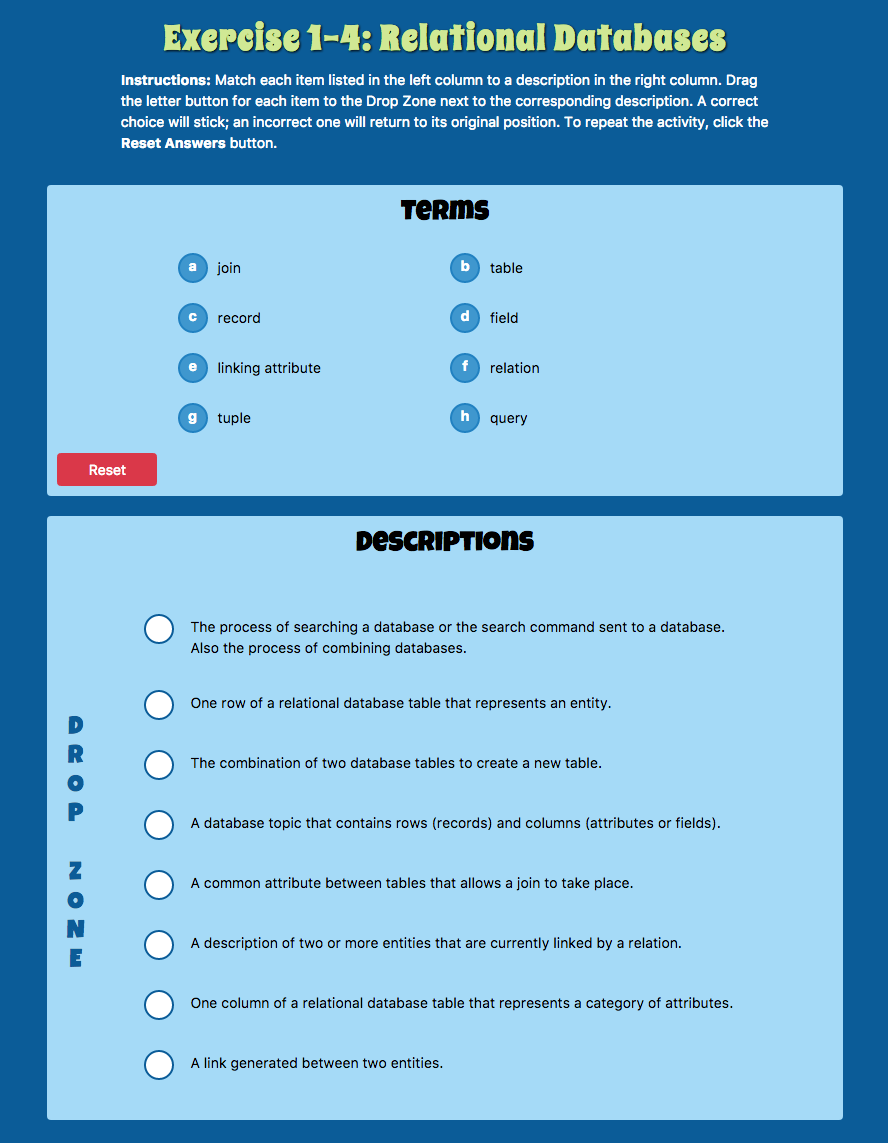 Exercise 1-4: Relational Databases
Instructions: Match each item listed in the left column to a description in the right column. Drag
the letter button for each item to the Drop Zone next to the corresponding description. A correct
choice will stick; an incorrect one will return to its original position. To repeat the activity, click the
Reset Answers button.
Terms
a join
b table
c record
d field
e linking attribute
f relation
g tuple
h query
Reset
Descriptions
DROP ZONE
The process of searching a database or the search command sent to a database.
Also the process of combining databases.
One row of a relational database table that represents an entity.
The combination of two database tables to create a new table.
A database topic that contains rows (records) and columns (attributes or fields).
A common attribute between tables that allows a join to take place.
A description of two or more entities that are currently linked by a relation.
One column of a relational database table that represents a category of attributes.
A link generated between two entities.